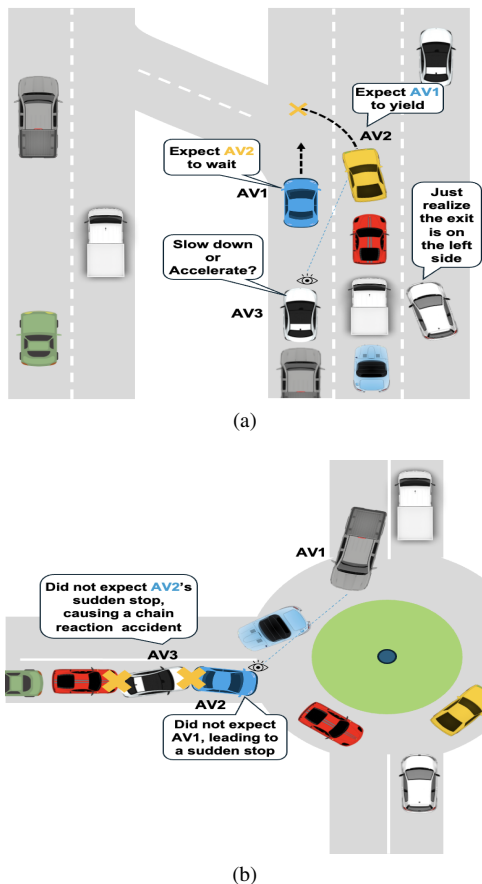 Expect AV1
to yield
AV2
Expect AV2
to wait
AV1
Just
realize
the exit
is on
the left
side
Slow down
or
Accelerate?
AV3
(a)
AV1
Did not expect AV2's
sudden stop,
causing a chain
reaction accident
AV3
AV2
Did not expect
AV1, leading to
a sudden stop
(b)